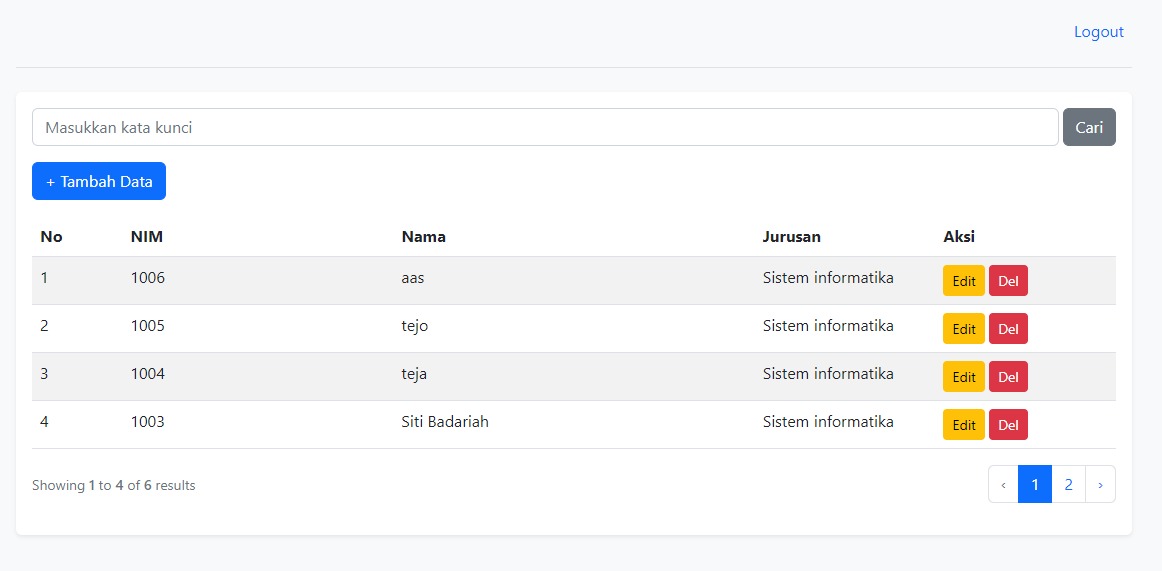 Logout
Masukkan kata kunci Cari
+ Tambah Data
No NIM Nama Jurusan Aksi
1 1006 aas Sistem informatika Edit Del
2 1005 tejo Sistem informatika Edit Del
3 1004 teja Sistem informatika Edit Del
4 1003 Siti Badariah Sistem informatika Edit Del
Showing 1 to 4 of 6 results ‹ 1 2 ›